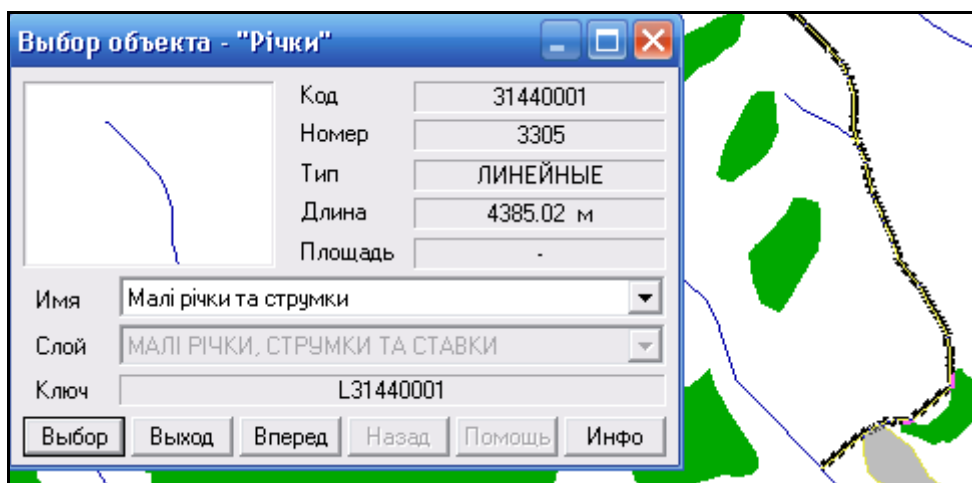 Выбор объекта - "Річки"
Код 31440001
Номер 3305
Тип ЛИНЕЙНЫЕ
Длина 4385.02 м
Площадь -
Имя Малі річки та струмки
Слой МАЛІ РІЧКИ, СТРУМКИ ТА СТАВКИ
Ключ L31440001
Выбор Выход Вперед Назад Помощь Инфо